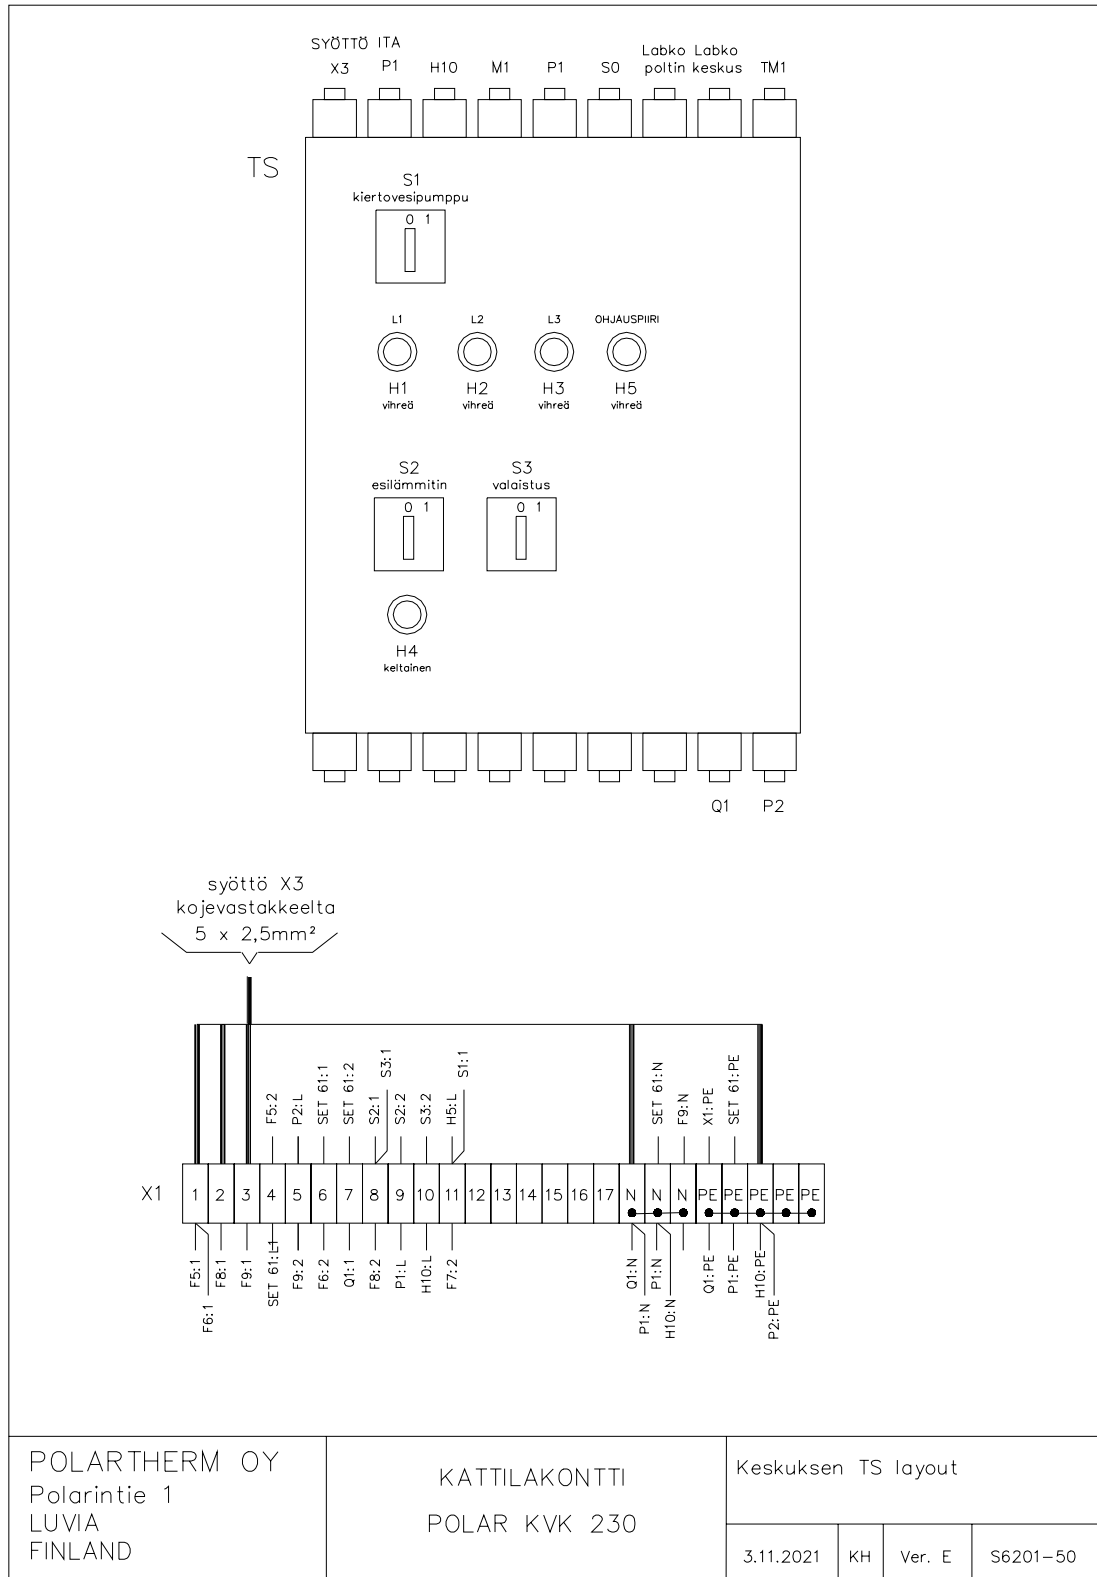 SYÖTTÖ ITA
X3 P1 H10 M1 P1 S0 Labko poltin Labko keskus TM1
TS
S1
kiertovesipumppu
0 1
L1 L2 L3 OHJAUSPIIRI
H1 H2 H3 H5
vihreä vihreä vihreä vihreä
S2 S3
esilämmitin valaistus
0 1 0 1
H4
keltainen
Q1 P2
syöttö X3
kojevastakkeelta
5 x 2,5mm²
F5:2 P2:L SET 61:1 SET 61:2 S2:1 S3:1 S2:2 S3:2 H5:L S1:1 SET 61:N F9:N X1:PE SET 61:PE
X1 1 2 3 4 5 6 7 8 9 10 11 12 13 14 15 16 17 N N N PE PE PE PE PE
F5:1 F6:1 F8:1 F9:1 SET 61:L1 F9:2 F6:2 Q1:1 F8:2 P1:L H10:L F7:2 Q1:N P1:N P1:N H10:N Q1:PE P1:PE H10:PE P2:PE
POLARTHERM OY
Polarintie 1
LUVIA
FINLAND
KATTILAKONTTI
POLAR KVK 230
Keskuksen TS layout
3.11.2021 KH Ver. E S6201-50